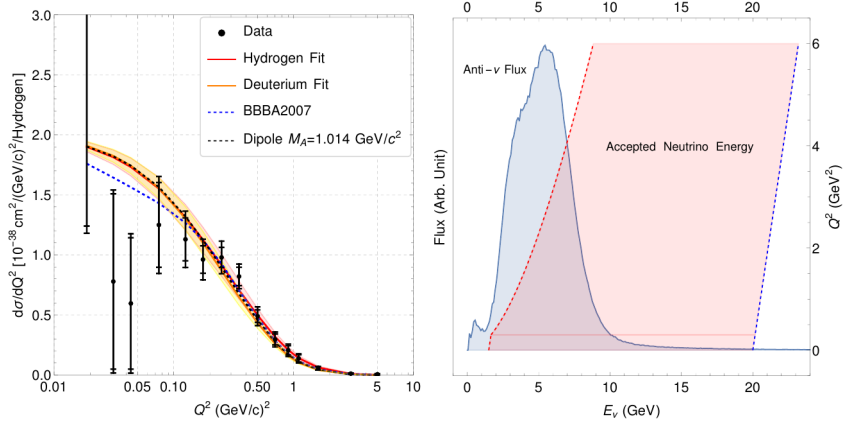 3.0
2.5
2.0
1.5
1.0
0.5
0.0
0.01
0.05
0.10
0.50
1
5
10
Q² (GeV/c)²
dσ/dQ² [10⁻³⁸ cm²/(GeV/c)²/Hydrogen]
Data
Hydrogen Fit
Deuterium Fit
BBBA2007
Dipole M_A=1.014 GeV/c²
0 5 10 15 20
Anti-ν Flux
Accepted Neutrino Energy
Flux (Arb. Unit)
6
4
2
0
Q² (GeV²)
0 5 10 15 20
E_ν (GeV)